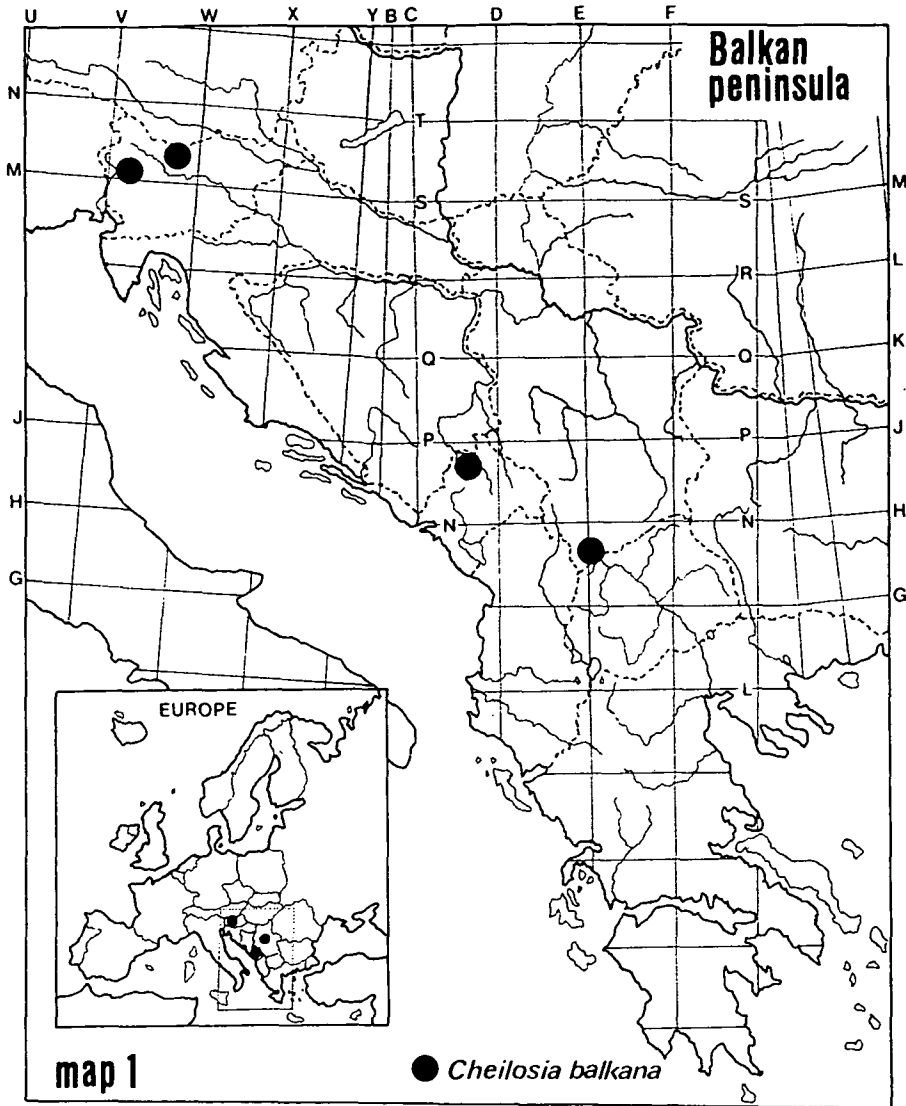 U V W X Y B C D E F
Balkan
peninsula
N
T
M
S
S
M
R
L
Q
Q
K
J
P
P
J
H
N
N
H
G
G
L
EUROPE
map 1
Cheilosia balkana